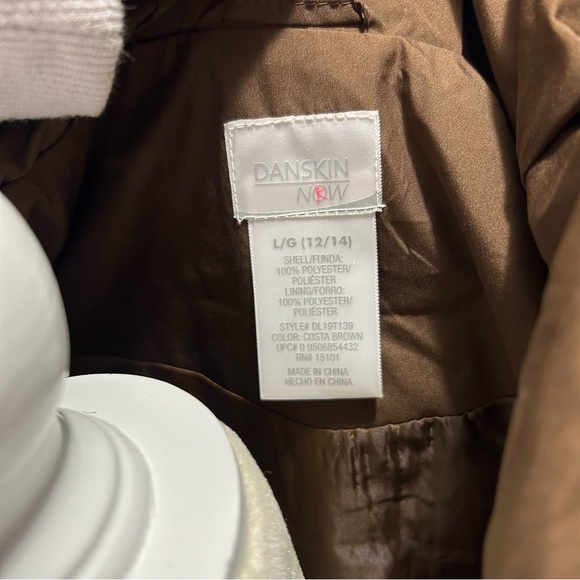 DANSKIN
NOW
L/G (12/14)
SHELL/FUNDA:
100% POLYESTER/
POLIÉSTER
LINING/FORRO:
100% POLYESTER/
POLIÉSTER
STYLE# DL19T139
COLOR: COSTA BROWN
UPC# 0 9506854432
RN# 15101
MADE IN CHINA
HECHO EN CHINA